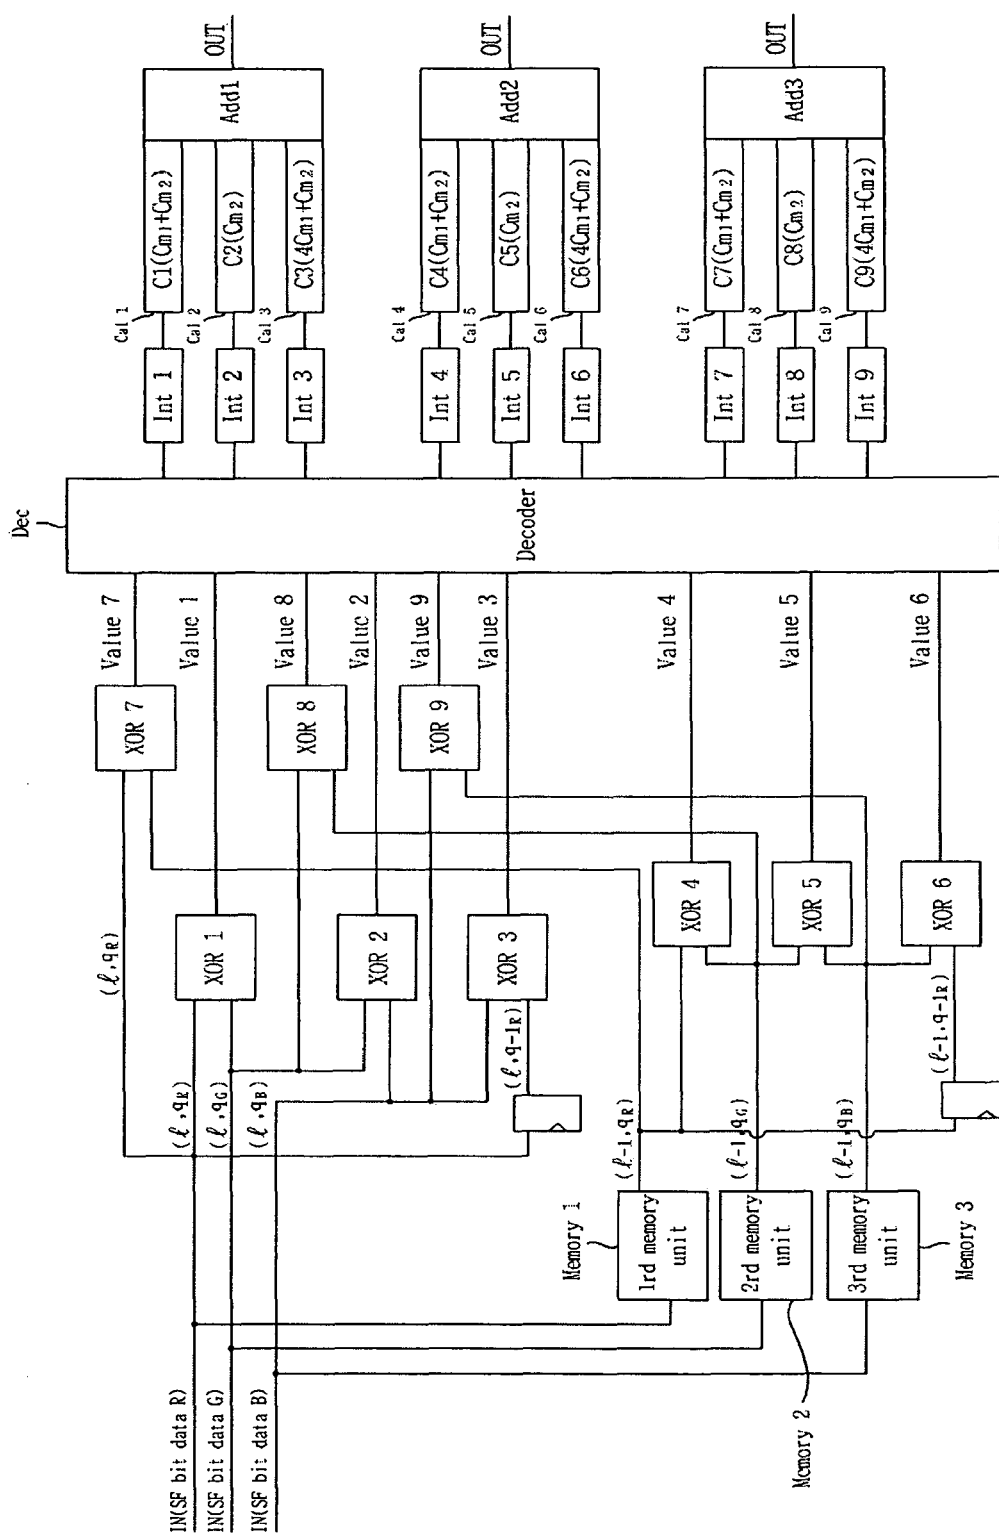 IN(SF bit data R)
IN(SF bit data G)
IN(SF bit data B)
(ℓ,qR)
(ℓ,qG)
(ℓ,qB)
(ℓ,qR)
(ℓ,q-1R)
XOR 7
XOR 1
XOR 8
XOR 2
XOR 9
XOR 3
XOR 4
XOR 5
XOR 6
Memory 1
1rd memory
unit
2rd memory
unit
Memory 2
3rd memory
unit
Memory 3
(ℓ-1,qR)
(ℓ-1,qG)
(ℓ-1,qB)
(ℓ-1,q-1R)
Value 7
Value 1
Value 8
Value 2
Value 9
Value 3
Value 4
Value 5
Value 6
Dec
Decoder
Int 1
Int 2
Int 3
Int 4
Int 5
Int 6
Int 7
Int 8
Int 9
Cal 1
Cal 2
Cal 3
Cal 4
Cal 5
Cal 6
Cal 7
Cal 8
Cal 9
C1(Cm1+Cm2)
C2(Cm2)
C3(4Cm1+Cm2)
C4(Cm1+Cm2)
C5(Cm2)
C6(4Cm1+Cm2)
C7(Cm1+Cm2)
C8(Cm2)
C9(4Cm1+Cm2)
Add1
Add2
Add3
OUT
OUT
OUT